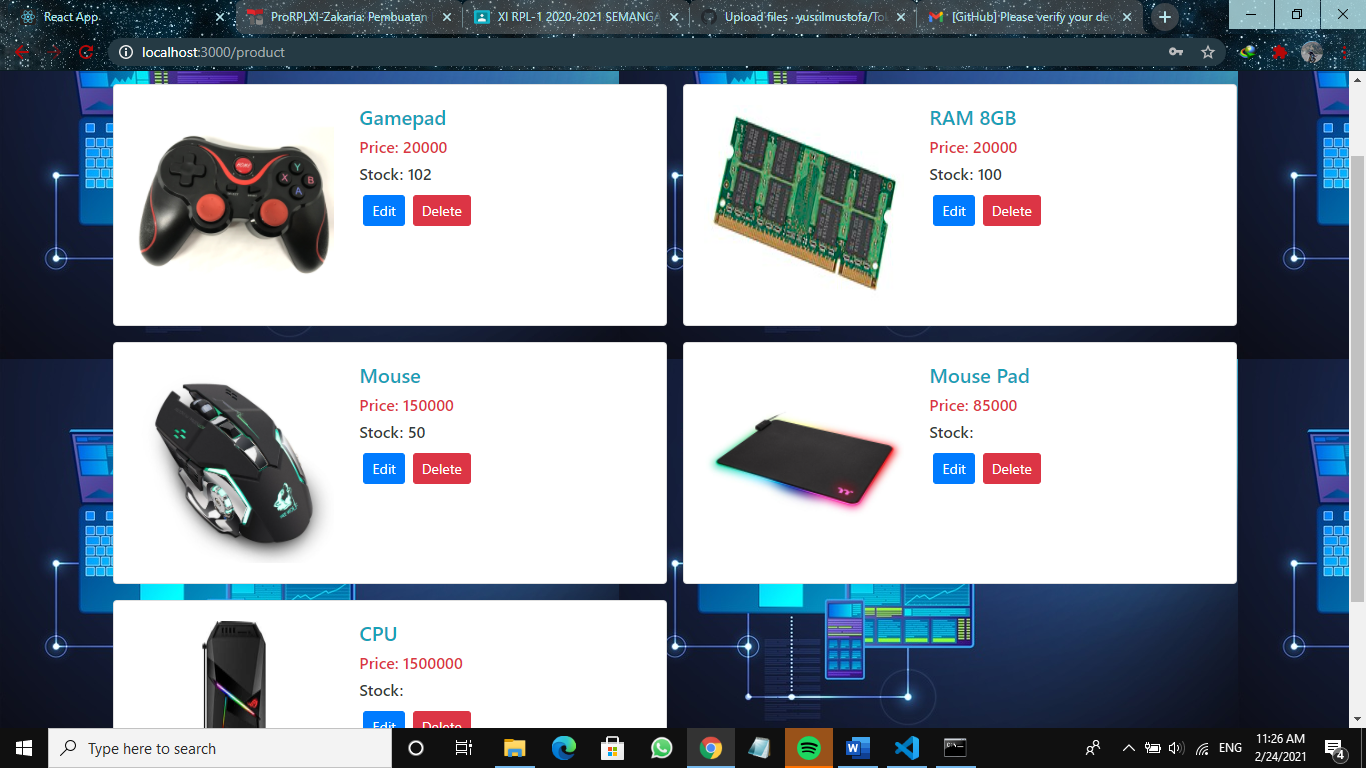 React App
ProRPLXI-Zakaria: Pembuatan
XI RPL-1 2020-2021 SEMANGA
Upload files · yusrilmustofa/Tol
[GitHub] Please verify your dev
localhost:3000/product
Gamepad
Price: 20000
Stock: 102
Edit Delete
RAM 8GB
Price: 20000
Stock: 100
Edit Delete
Mouse
Price: 150000
Stock: 50
Edit Delete
Mouse Pad
Price: 85000
Stock:
Edit Delete
CPU
Price: 1500000
Stock:
Edit Delete
Type here to search
ENG
11:26 AM
2/24/2021
4